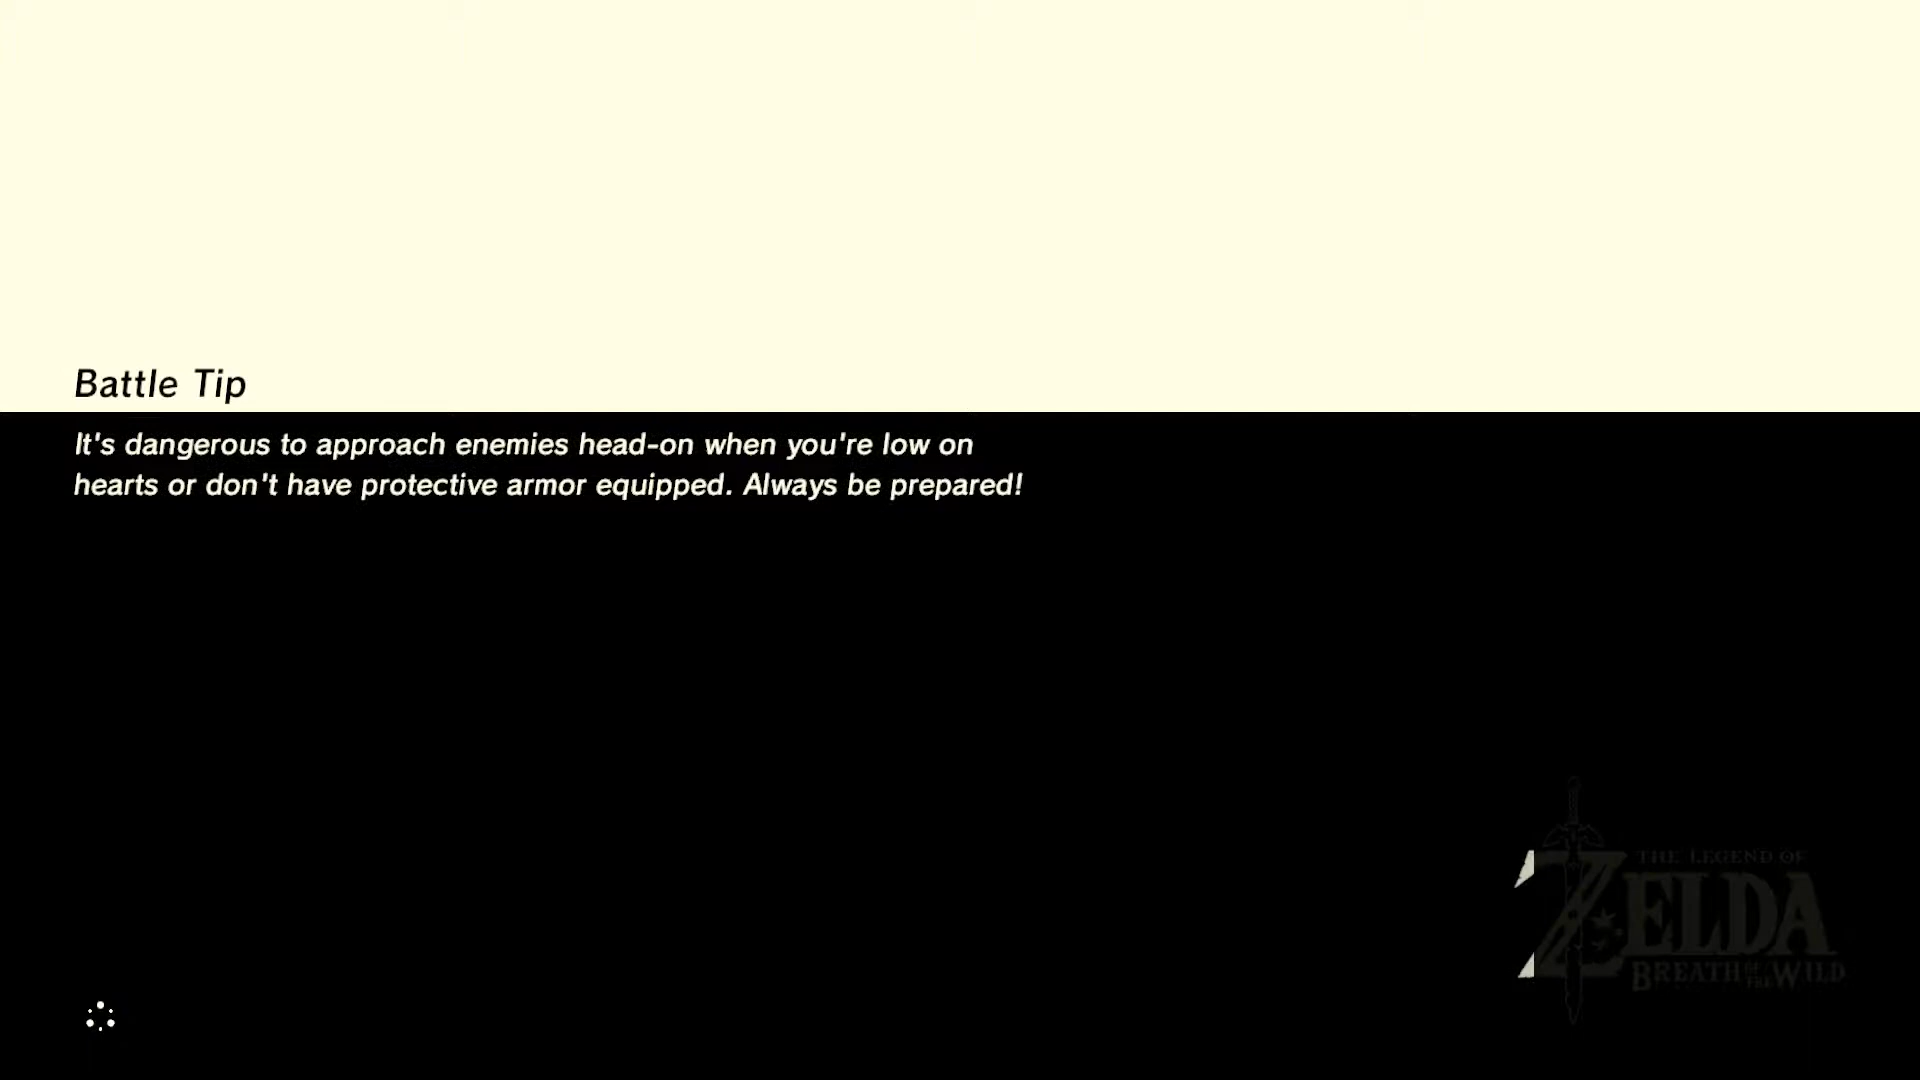 Battle Tip
It's dangerous to approach enemies head-on when you're low on
hearts or don't have protective armor equipped. Always be prepared!
THE LEGEND OF
ZELDA
BREATH OF THE WILD